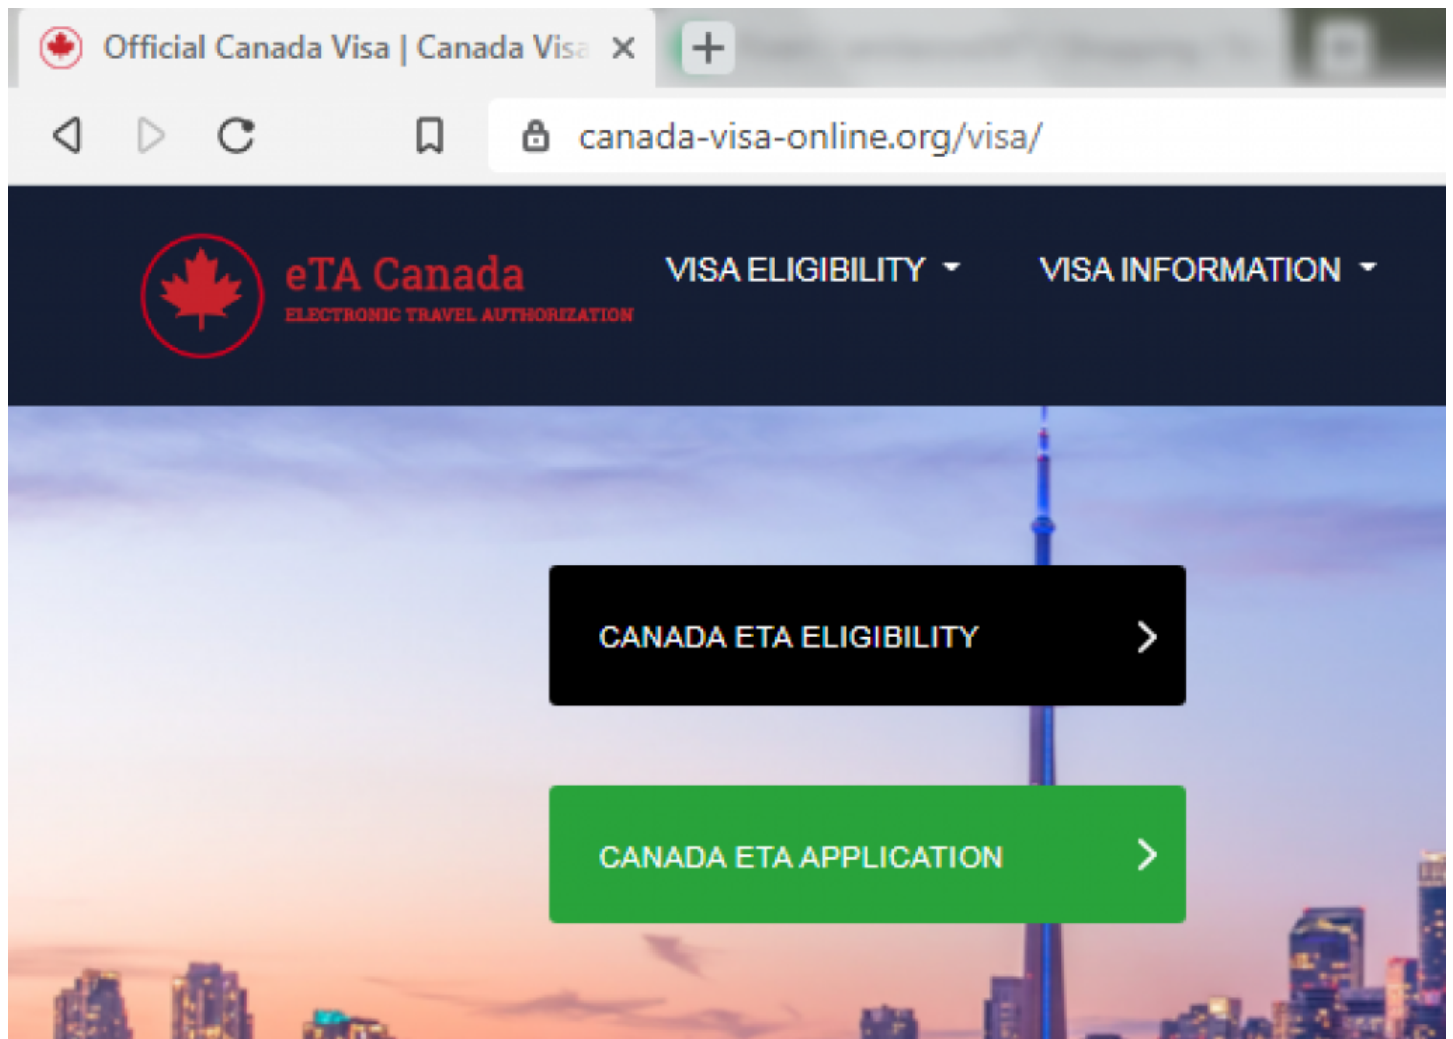 Official Canada Visa | Canada Visa
canada-visa-online.org/visa/
eTA Canada
ELECTRONIC TRAVEL AUTHORIZATION
VISA ELIGIBILITY
VISA INFORMATION
CANADA ETA ELIGIBILITY
CANADA ETA APPLICATION